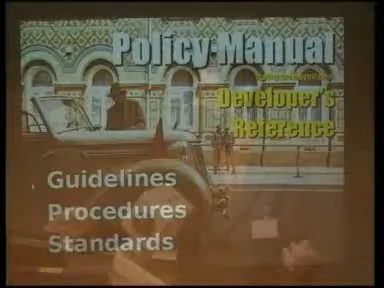 Policy Manual
Developer's
Reference
Guidelines
Procedures
Standards